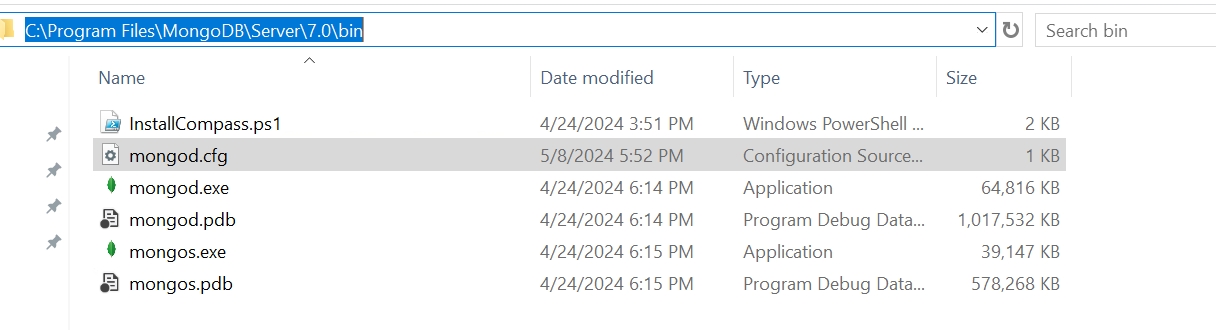 C:\Program Files\MongoDB\Server\7.0\bin Search bin
Name Date modified Type Size
InstallCompass.ps1 4/24/2024 3:51 PM Windows PowerShell ... 2 KB
mongod.cfg 5/8/2024 5:52 PM Configuration Source... 1 KB
mongod.exe 4/24/2024 6:14 PM Application 64,816 KB
mongod.pdb 4/24/2024 6:14 PM Program Debug Data... 1,017,532 KB
mongos.exe 4/24/2024 6:15 PM Application 39,147 KB
mongos.pdb 4/24/2024 6:15 PM Program Debug Data... 578,268 KB